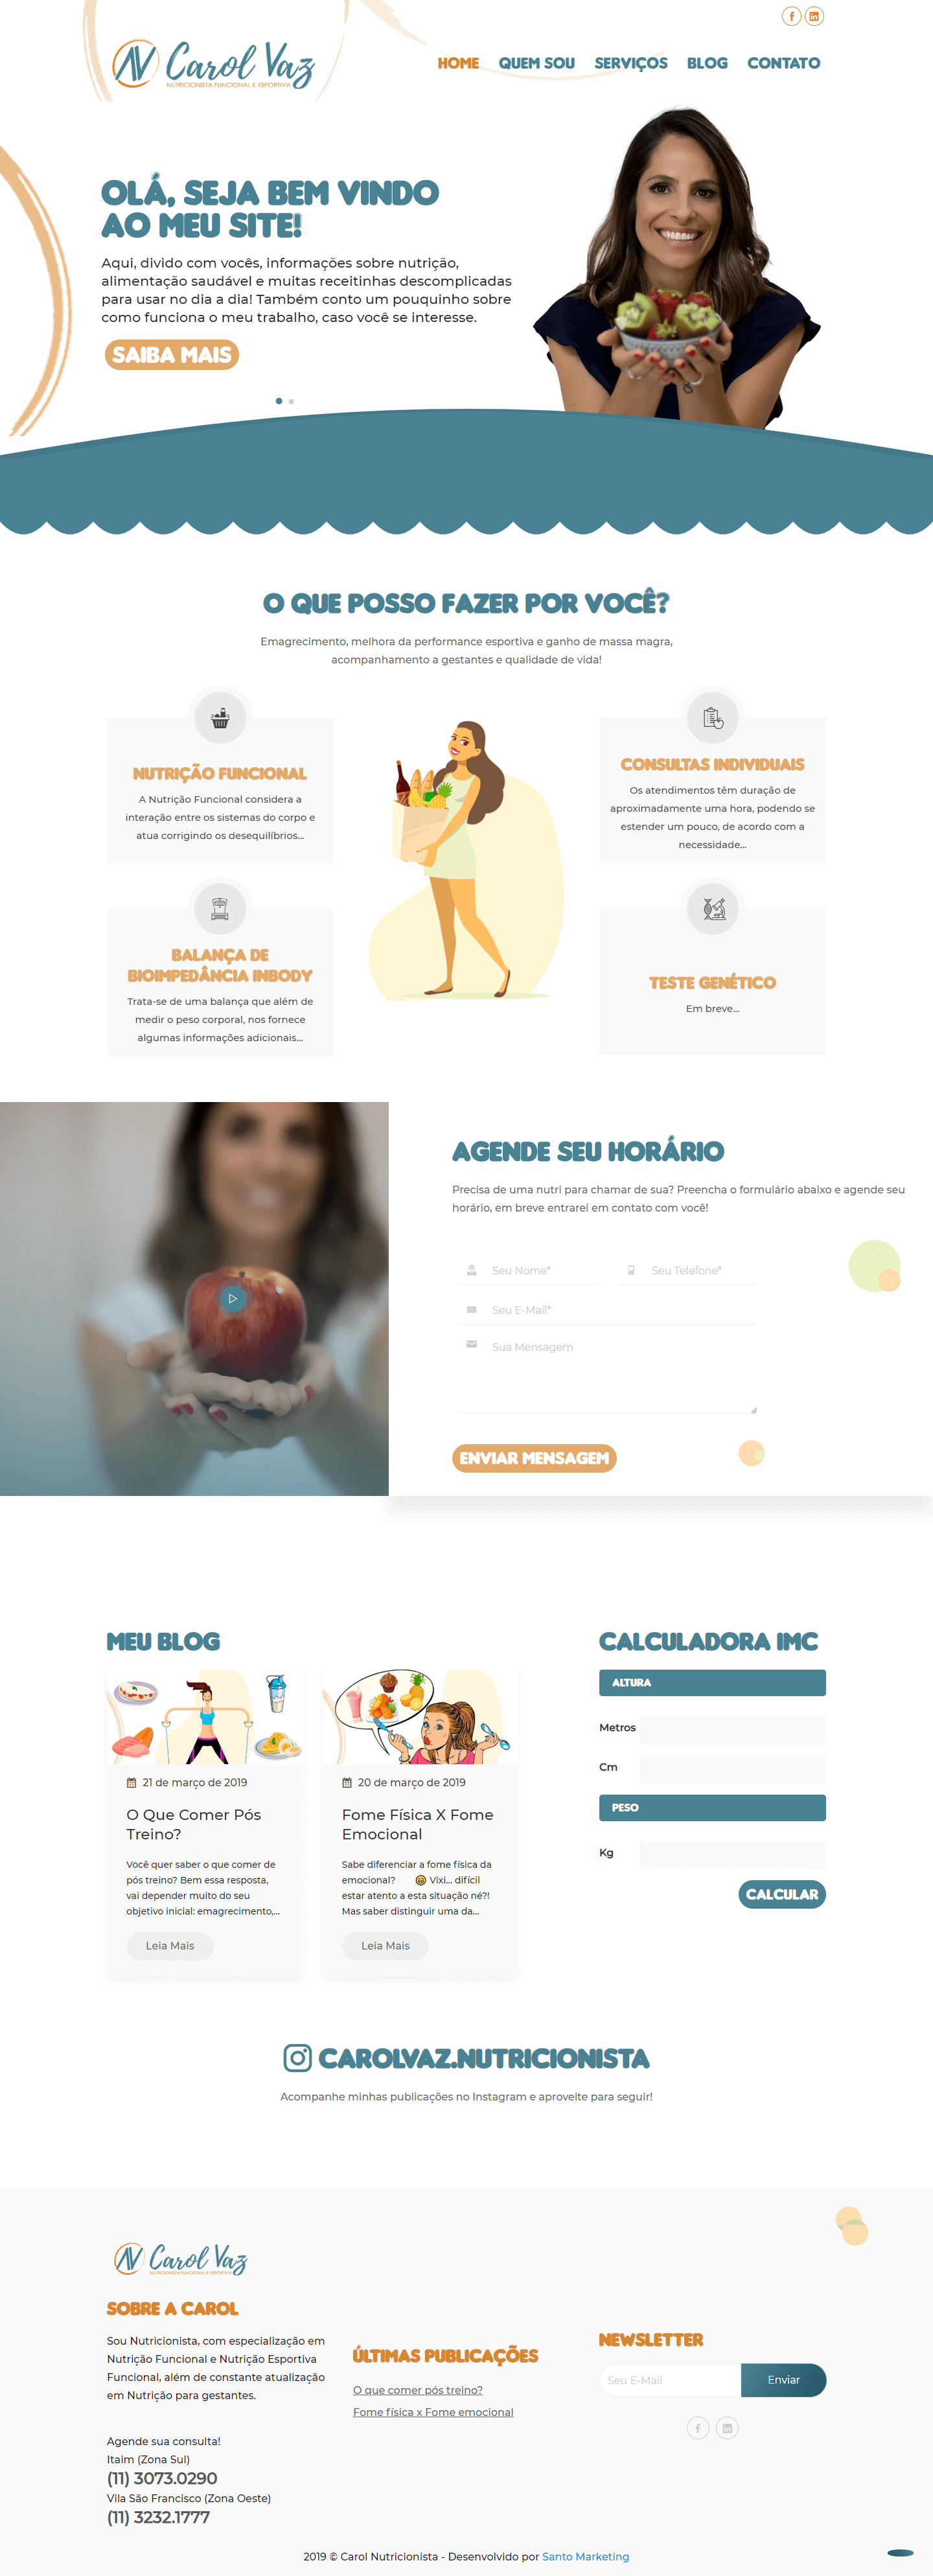 Carol Vaz
NUTRICIONISTA FUNCIONAL E ESPORTIVA
HOME QUEM SOU SERVIÇOS BLOG CONTATO
OLÁ, SEJA BEM VINDO
AO MEU SITE!
Aqui, divido com vocês, informações sobre nutrição,
alimentação saudável e muitas receitinhas descomplicadas
para usar no dia a dia! Também conto um pouquinho sobre
como funciona o meu trabalho, caso você se interesse.
SAIBA MAIS
O QUE POSSO FAZER POR VOCÊ?
Emagrecimento, melhora da performance esportiva e ganho de massa magra,
acompanhamento a gestantes e qualidade de vida!
NUTRIÇÃO FUNCIONAL
A Nutrição Funcional considera a
interação entre os sistemas do corpo e
atua corrigindo os desequilíbrios...
BALANÇA DE
BIOIMPEDÂNCIA INBODY
Trata-se de uma balança que além de
medir o peso corporal, nos fornece
algumas informações adicionais...
CONSULTAS INDIVIDUAIS
Os atendimentos têm duração de
aproximadamente uma hora, podendo se
estender um pouco, de acordo com a
necessidade...
TESTE GENÉTICO
Em breve...
AGENDE SEU HORÁRIO
Precisa de uma nutri para chamar de sua? Preencha o formulário abaixo e agende seu
horário, em breve entrarei em contato com você!
Seu Nome* Seu Telefone*
Seu E-Mail*
Sua Mensagem
ENVIAR MENSAGEM
MEU BLOG
21 de março de 2019
O Que Comer Pós
Treino?
Você quer saber o que comer de
pós treino? Bem essa resposta,
vai depender muito do seu
objetivo inicial: emagrecimento,...
Leia Mais
20 de março de 2019
Fome Física X Fome
Emocional
Sabe diferenciar a fome física da
emocional? 🤔 Vixi... difícil
estar atento a esta situação né?!
Mas saber distinguir uma da...
Leia Mais
CALCULADORA IMC
ALTURA
Metros
Cm
PESO
Kg
CALCULAR
CAROLVAZ.NUTRICIONISTA
Acompanhe minhas publicações no Instagram e aproveite para seguir!
Carol Vaz
NUTRICIONISTA FUNCIONAL E ESPORTIVA
SOBRE A CAROL
Sou Nutricionista, com especialização em
Nutrição Funcional e Nutrição Esportiva
Funcional, além de constante atualização
em Nutrição para gestantes.
Agende sua consulta!
Itaim (Zona Sul)
(11) 3073.0290
Vila São Francisco (Zona Oeste)
(11) 3232.1777
ÚLTIMAS PUBLICAÇÕES
O que comer pós treino?
Fome física x Fome emocional
NEWSLETTER
Seu E-Mail Enviar
2019 © Carol Nutricionista - Desenvolvido por Santo Marketing